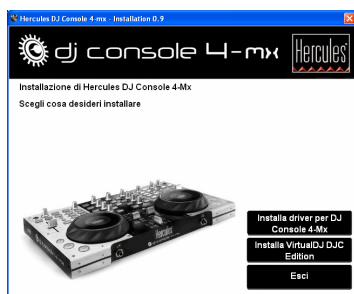 Hercules DJ Console 4-mx - Installation 0.9
dj console 4-mx Hercules
Installazione di Hercules DJ Console 4-Mx
Scegli cosa desideri installare
Installa driver per DJ
Console 4-Mx
Installa VirtualDJ DJC
Edition
Esci